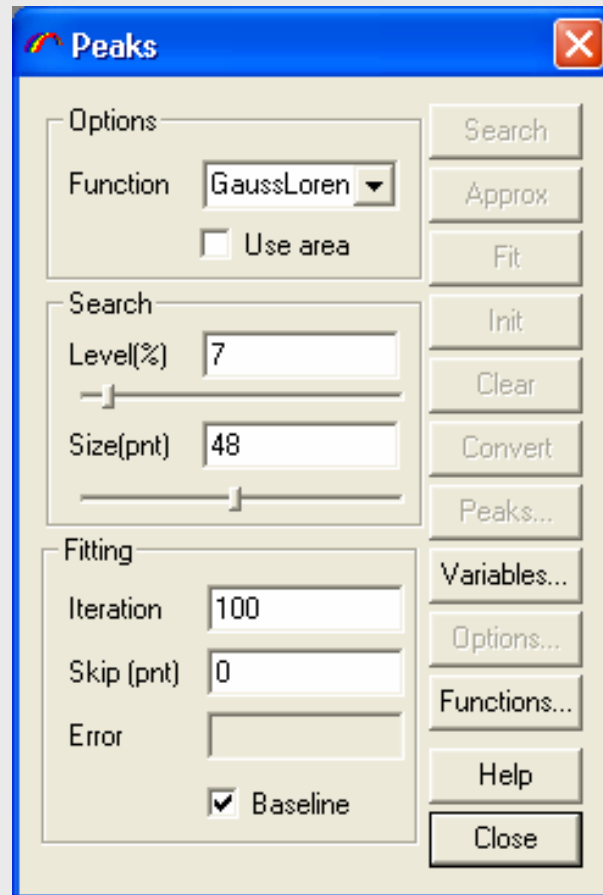 Peaks
Options
Function GaussLoren
Use area
Search
Level(%) 7
Size(pnt) 48
Fitting
Iteration 100
Skip (pnt) 0
Error
Baseline
Search
Approx
Fit
Init
Clear
Convert
Peaks...
Variables...
Options...
Functions...
Help
Close